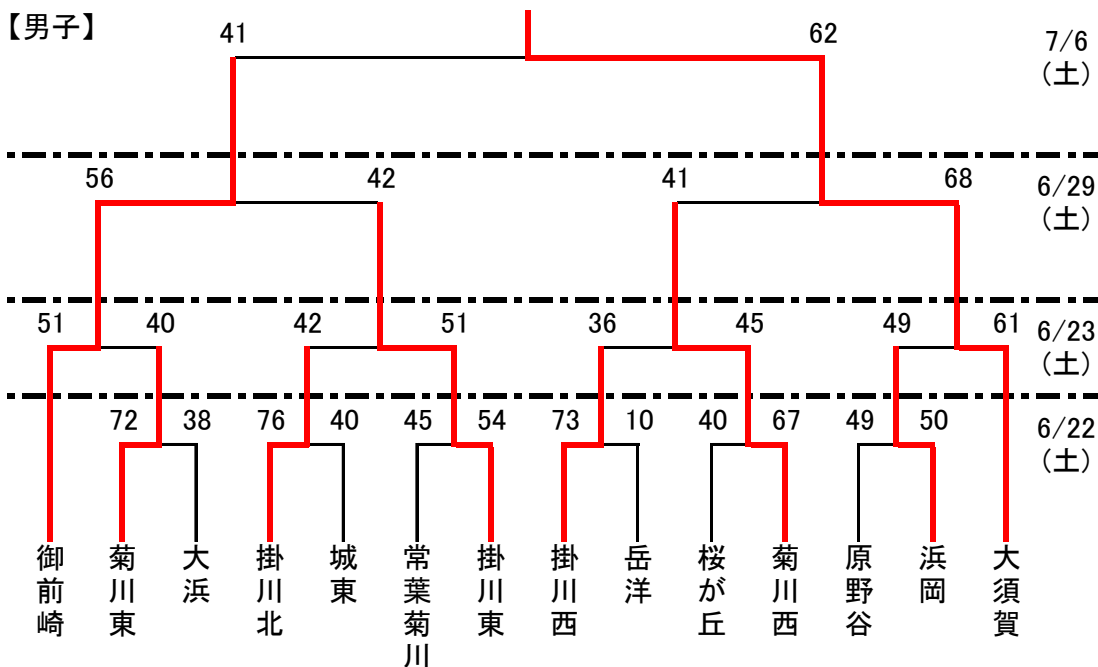 【男子】
41 62 7/6
(土)
56 42 41 68 6/29
(土)
51 40 42 51 36 45 49 61 6/23
(土)
72 38 76 40 45 54 73 10 40 67 49 50 6/22
(土)
御前崎
菊川東
大浜
掛川北
城東
常葉菊川
掛川東
掛川西
岳洋
桜が丘
菊川西
原野谷
浜岡
大須賀